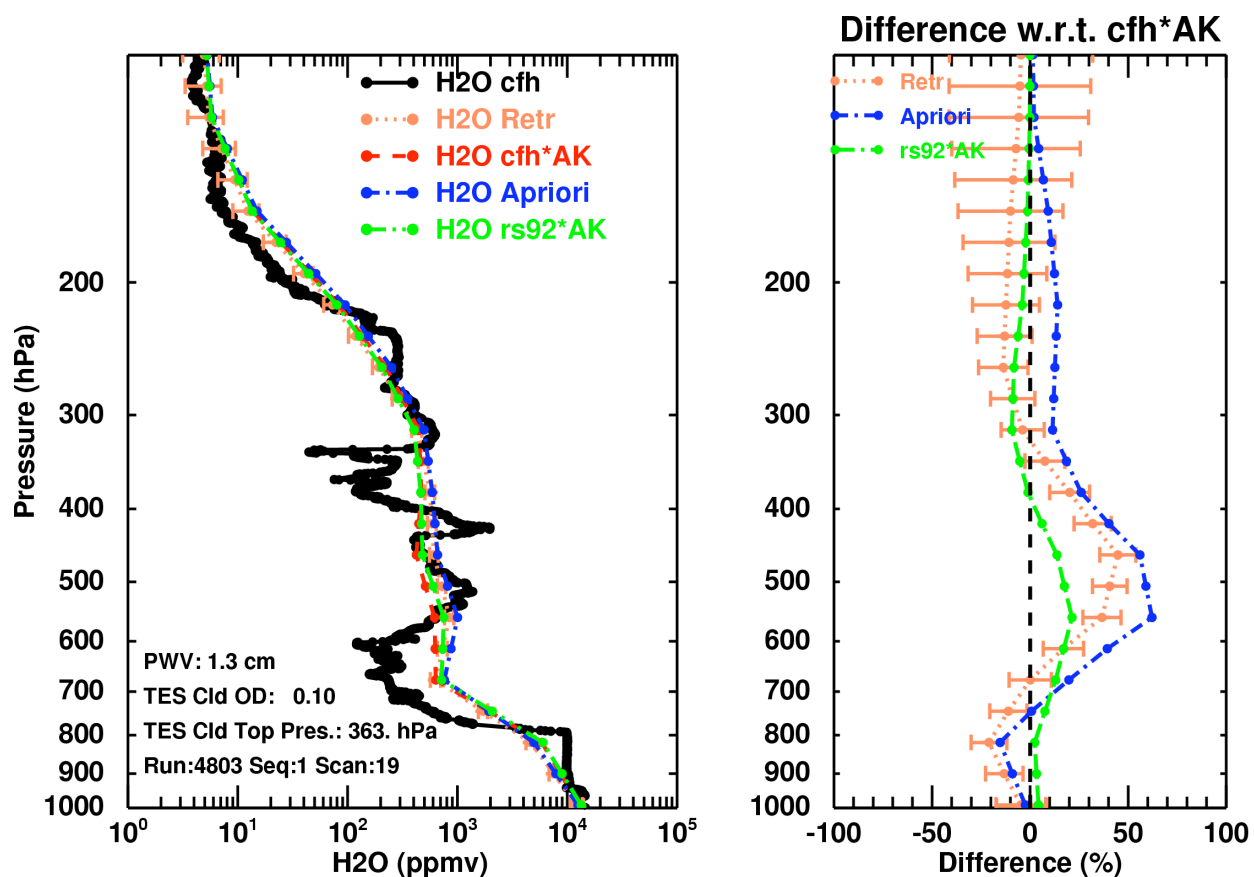 Difference w.r.t. cfh*AK
H2O cfh
H2O Retr
H2O cfh*AK
H2O Apriori
H2O rs92*AK
Pressure (hPa)
200
300
400
500
600
700
800
900
1000
PWV: 1.3 cm
TES Cld OD: 0.10
TES Cld Top Pres.: 363. hPa
Run:4803 Seq:1 Scan:19
10^0 10^1 10^2 10^3 10^4 10^5
H2O (ppmv)
Retr
Apriori
rs92*AK
200
300
400
500
600
700
800
900
1000
-100 -50 0 50 100
Difference (%)